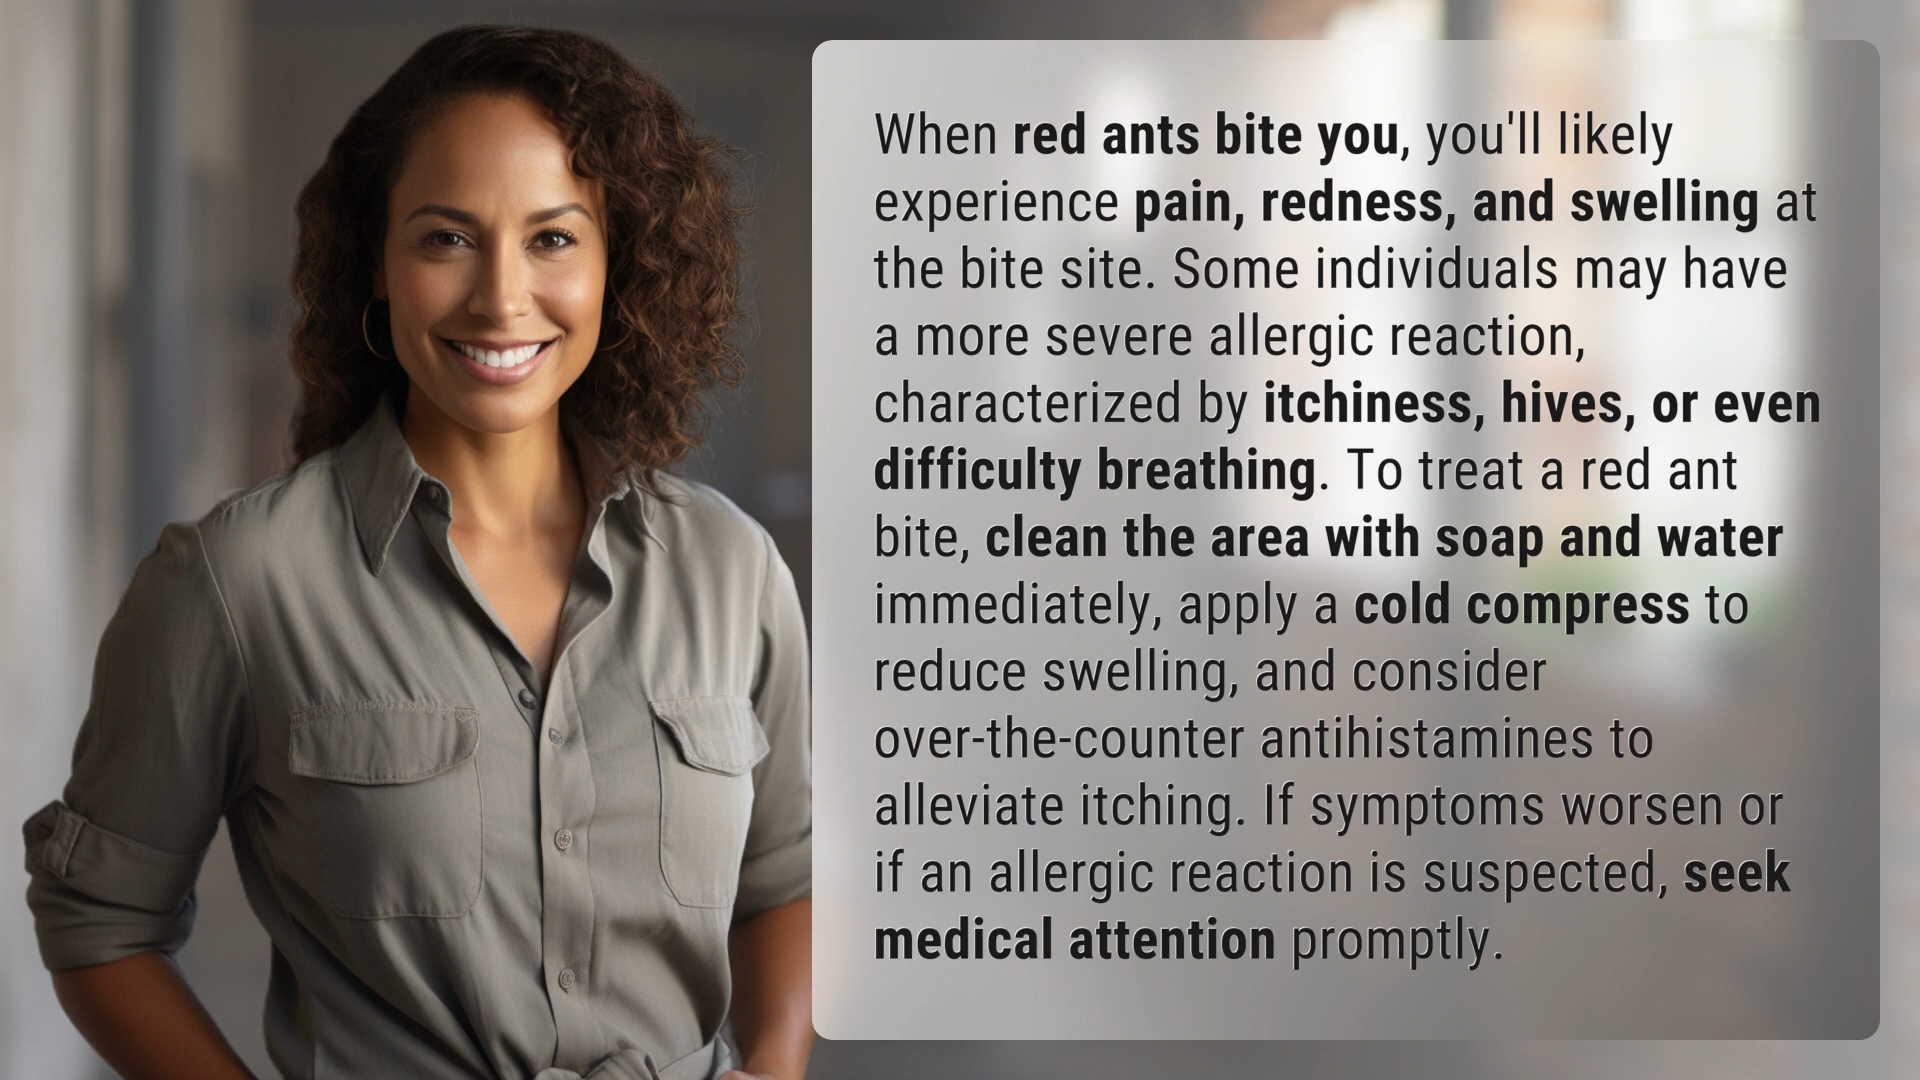 When red ants bite you, you'll likely
experience pain, redness, and swelling at
the bite site. Some individuals may have
a more severe allergic reaction,
characterized by itchiness, hives, or even
difficulty breathing. To treat a red ant
bite, clean the area with soap and water
immediately, apply a cold compress to
reduce swelling, and consider
over-the-counter antihistamines to
alleviate itching. If symptoms worsen or
if an allergic reaction is suspected, seek
medical attention promptly.